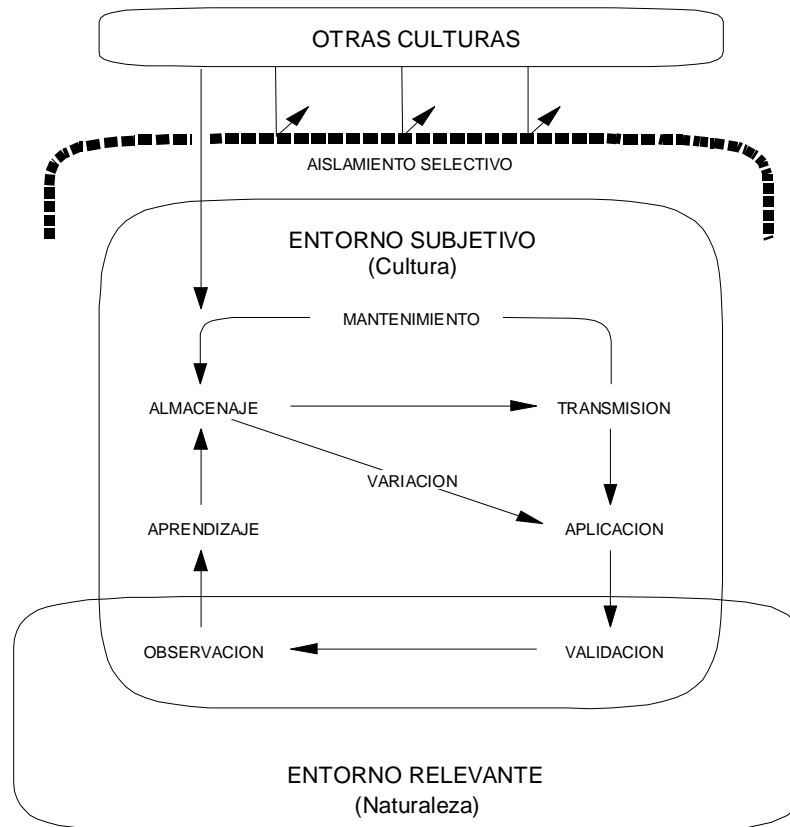 OTRAS CULTURAS
AISLAMIENTO SELECTIVO
ENTORNO SUBJETIVO
(Cultura)
MANTENIMIENTO
ALMACENAJE
TRANSMISION
VARIACION
APRENDIZAJE
APLICACION
OBSERVACION
VALIDACION
ENTORNO RELEVANTE
(Naturaleza)